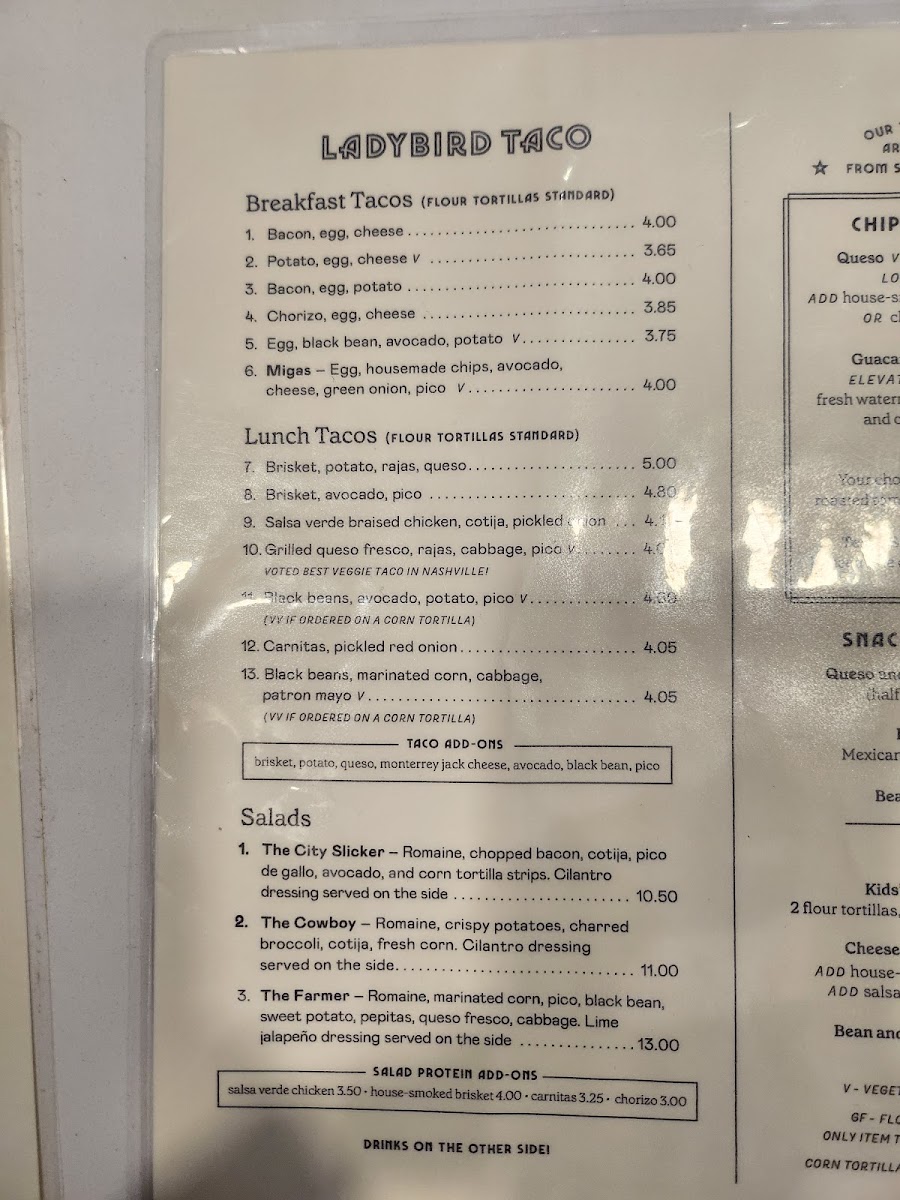 LADYBIRD TACO
Breakfast Tacos (FLOUR TORTILLAS STANDARD)
1. Bacon, egg, cheese 4.00
2. Potato, egg, cheese V 3.65
3. Bacon, egg, potato 4.00
4. Chorizo, egg, cheese 3.85
5. Egg, black bean, avocado, potato V 3.75
6. Migas – Egg, housemade chips, avocado,
cheese, green onion, pico V 4.00
Lunch Tacos (FLOUR TORTILLAS STANDARD)
7. Brisket, potato, rajas, queso 5.00
8. Brisket, avocado, pico 4.80
9. Salsa verde braised chicken, cotija, pickled
10. Grilled queso fresco, rajas, cabbage, pico V
VOTED BEST VEGGIE TACO IN NASHVILLE!
11. Black beans, avocado, potato, pico V
(VV IF ORDERED ON A CORN TORTILLA)
12. Carnitas, pickled red onion 4.05
13. Black beans, marinated corn, cabbage,
patron mayo V 4.05
(VV IF ORDERED ON A CORN TORTILLA)
TACO ADD-ONS
brisket, potato, queso, monterrey jack cheese, avocado, black bean, pico
Salads
1. The City Slicker – Romaine, chopped bacon, cotija, pico
de gallo, avocado, and corn tortilla strips. Cilantro
dressing served on the side 10.50
2. The Cowboy – Romaine, crispy potatoes, charred
broccoli, cotija, fresh corn. Cilantro dressing
served on the side 11.00
3. The Farmer – Romaine, marinated corn, pico, black bean,
sweet potato, pepitas, queso fresco, cabbage. Lime
jalapeño dressing served on the side 13.00
SALAD PROTEIN ADD-ONS
salsa verde chicken 3.50 • house-smoked brisket 4.00 • carnitas 3.25 • chorizo 3.00
DRINKS ON THE OTHER SIDE!
OUR
FROM
CHIP
Queso V
ADD house-s
OR
Guaca
ELEVAT
fresh water
and
Your cho
SNAC
Queso and
(half
Mexican
Bea
Kids'
2 flour tortillas,
Cheese
ADD house-
ADD salsa
Bean and
V - VEGET
GF - FLO
ONLY ITEM T
CORN TORTILLA